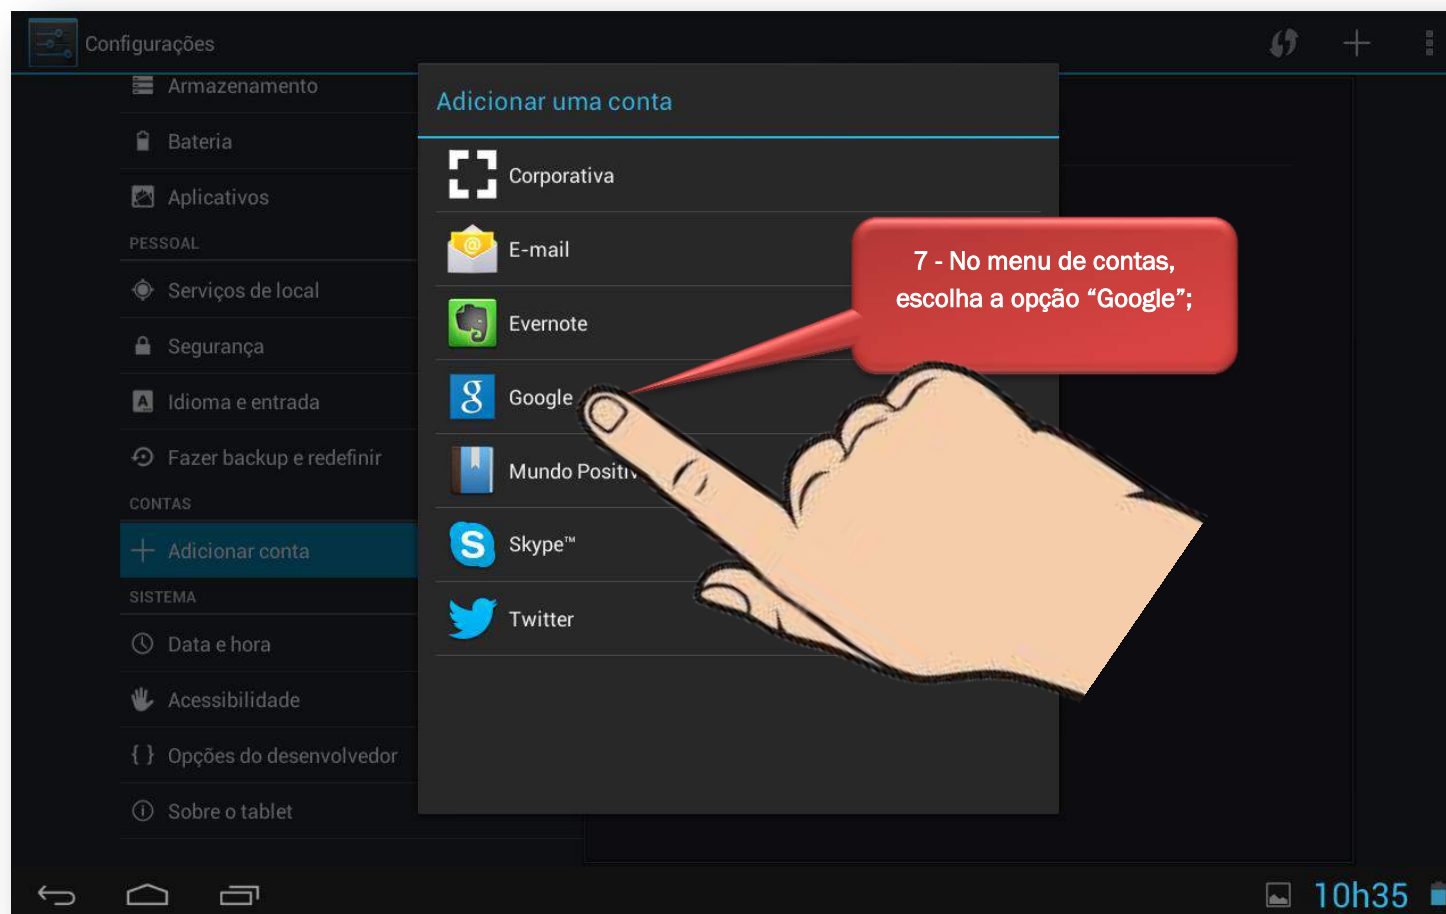 Configurações
Armazenamento
Bateria
Aplicativos
PESSOAL
Serviços de local
Segurança
Idioma e entrada
Fazer backup e redefinir
CONTAS
Adicionar conta
SISTEMA
Data e hora
Acessibilidade
{ } Opções do desenvolvedor
Sobre o tablet
Adicionar uma conta
Corporativa
E-mail
Evernote
Google
Mundo Positiv
Skype™
Twitter
7 - No menu de contas,
escolha a opção “Google”;
10h35